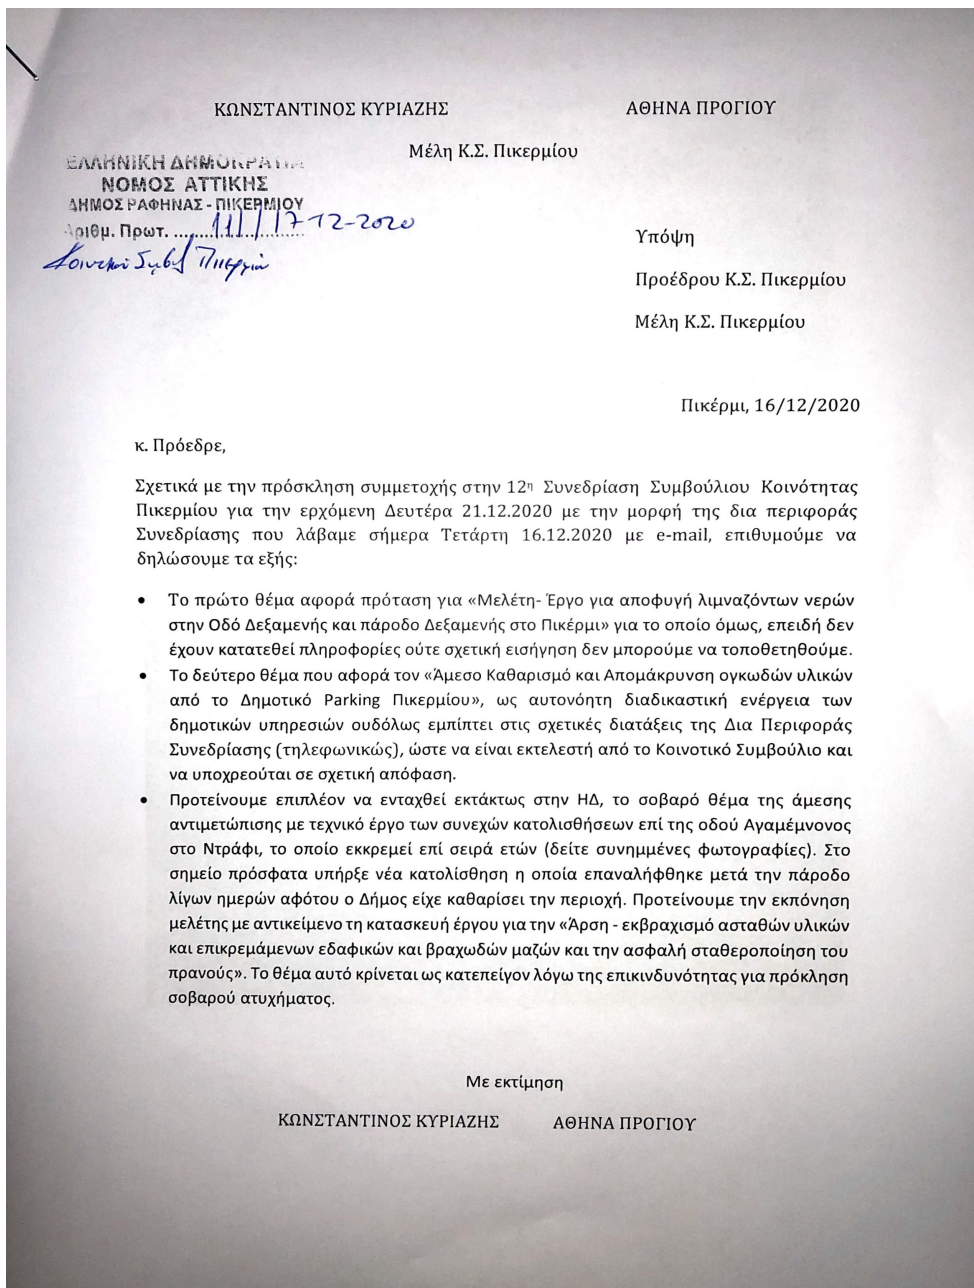 ΚΩΝΣΤΑΝΤΙΝΟΣ ΚΥΡΙΑΖΗΣ ΑΘΗΝΑ ΠΡΟΓΙΟΥ
Μέλη Κ.Σ. Πικερμίου
ΕΛΛΗΝΙΚΗ ΔΗΜΟΚΡΑΤΙΑ
ΝΟΜΟΣ ΑΤΤΙΚΗΣ
ΔΗΜΟΣ ΡΑΦΗΝΑΣ - ΠΙΚΕΡΜΙΟΥ
Αριθμ. Πρωτ. 111/17-12-2020
Πικερμίου
Υπόψη
Προέδρου Κ.Σ. Πικερμίου
Μέλη Κ.Σ. Πικερμίου
Πικέρμι, 16/12/2020
κ. Πρόεδρε,
Σχετικά με την πρόσκληση συμμετοχής στην 12η Συνεδρίαση Συμβούλιου Κοινότητας
Πικερμίου για την ερχόμενη Δευτέρα 21.12.2020 με την μορφή της δια περιφοράς
Συνεδρίασης που λάβαμε σήμερα Τετάρτη 16.12.2020 με e-mail, επιθυμούμε να
δηλώσουμε τα εξής:
• Το πρώτο θέμα αφορά πρόταση για «Μελέτη- Έργο για αποφυγή λιμναζόντων νερών
στην Οδό Δεξαμενής και πάροδο Δεξαμενής στο Πικέρμι» για το οποίο όμως, επειδή δεν
έχουν κατατεθεί πληροφορίες ούτε σχετική εισήγηση δεν μπορούμε να τοποθετηθούμε.
• Το δεύτερο θέμα που αφορά τον «Άμεσο Καθαρισμό και Απομάκρυνση ογκωδών υλικών
από το Δημοτικό Parking Πικερμίου», ως αυτονόητη διαδικαστική ενέργεια των
δημοτικών υπηρεσιών ουδόλως εμπίπτει στις σχετικές διατάξεις της Δια Περιφοράς
Συνεδρίασης (τηλεφωνικώς), ώστε να είναι εκτελεστή από το Κοινοτικό Συμβούλιο και
να υποχρεούται σε σχετική απόφαση.
• Προτείνουμε επιπλέον να ενταχθεί εκτάκτως στην ΗΔ, το σοβαρό θέμα της άμεσης
αντιμετώπισης με τεχνικό έργο των συνεχών κατολισθήσεων επί της οδού Αγαμέμνονος
στο Ντράφι, το οποίο εκκρεμεί επί σειρά ετών (δείτε συνημμένες φωτογραφίες). Στο
σημείο πρόσφατα υπήρξε νέα κατολίσθηση η οποία επαναλήφθηκε μετά την πάροδο
λίγων ημερών αφότου ο Δήμος είχε καθαρίσει την περιοχή. Προτείνουμε την εκπόνηση
μελέτης με αντικείμενο τη κατασκευή έργου για την «Άρση - εκβραχισμό ασταθών υλικών
και επικρεμάμενων εδαφικών και βραχωδών μαζών και την ασφαλή σταθεροποίηση του
πρανούς». Το θέμα αυτό κρίνεται ως κατεπείγον λόγω της επικινδυνότητας για πρόκληση
σοβαρού ατυχήματος.
Με εκτίμηση
ΚΩΝΣΤΑΝΤΙΝΟΣ ΚΥΡΙΑΖΗΣ ΑΘΗΝΑ ΠΡΟΓΙΟΥ